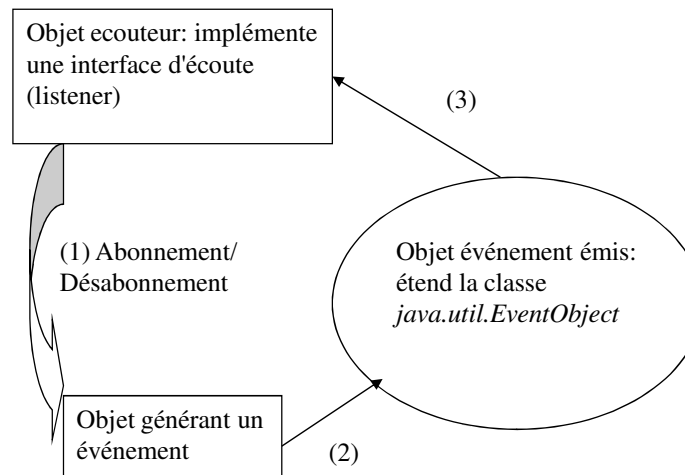 Objet ecouteur: implémente
une interface d'écoute
(listener)
(3)
(1) Abonnement/
Désabonnement
Objet événement émis:
étend la classe
java.util.EventObject
Objet générant un
événement
(2)